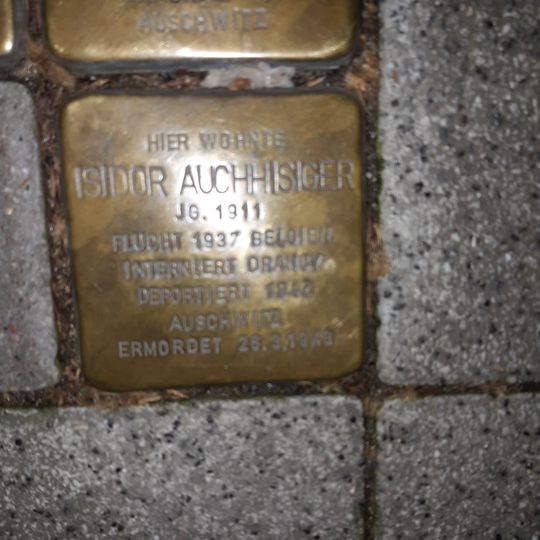 AUSCHWITZ
HIER WOHNTE
ISIDOR AUCHHISIGER
JG. 1911
FLUCHT 1937 BELGIEN
INTERNIERT DRANCY
DEPORTIERT 1942
AUSCHWITZ
ERMORDET